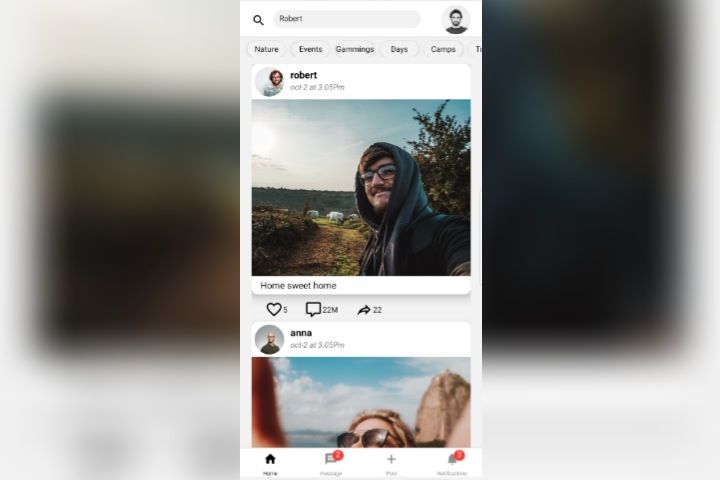 Robert
Nature Events Gammings Days Camps
robert
oct-2 at 3.05Pm
Home sweet home
5 22M 22
anna
oct-2 at 3.05Pm
2 3
Home message Post Notifications